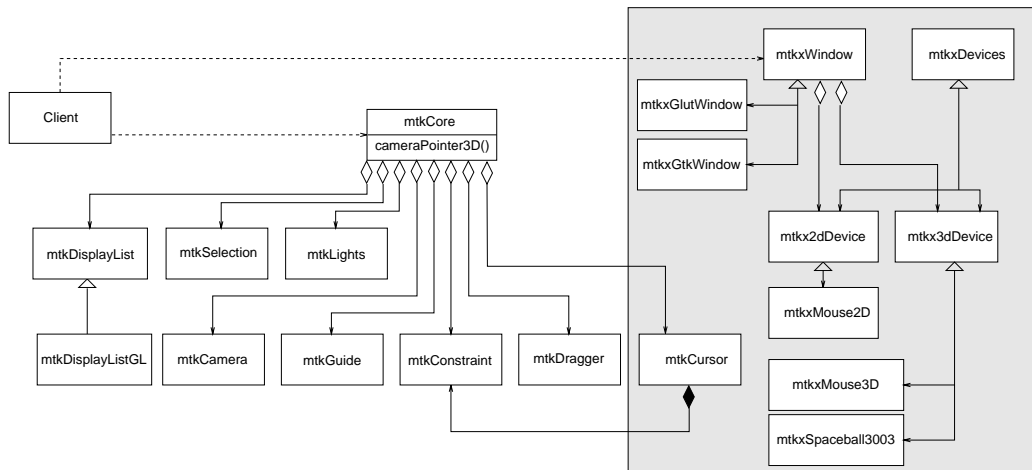 mtkxWindow
mtkxDevices
mtkxGlutWindow
Client
mtkCore
cameraPointer3D()
mtkxGtkWindow
mtkDisplayList
mtkSelection
mtkLights
mtkx2dDevice
mtkx3dDevice
mtkxMouse2D
mtkDisplayListGL
mtkCamera
mtkGuide
mtkConstraint
mtkDragger
mtkCursor
mtkxMouse3D
mtkxSpaceball3003